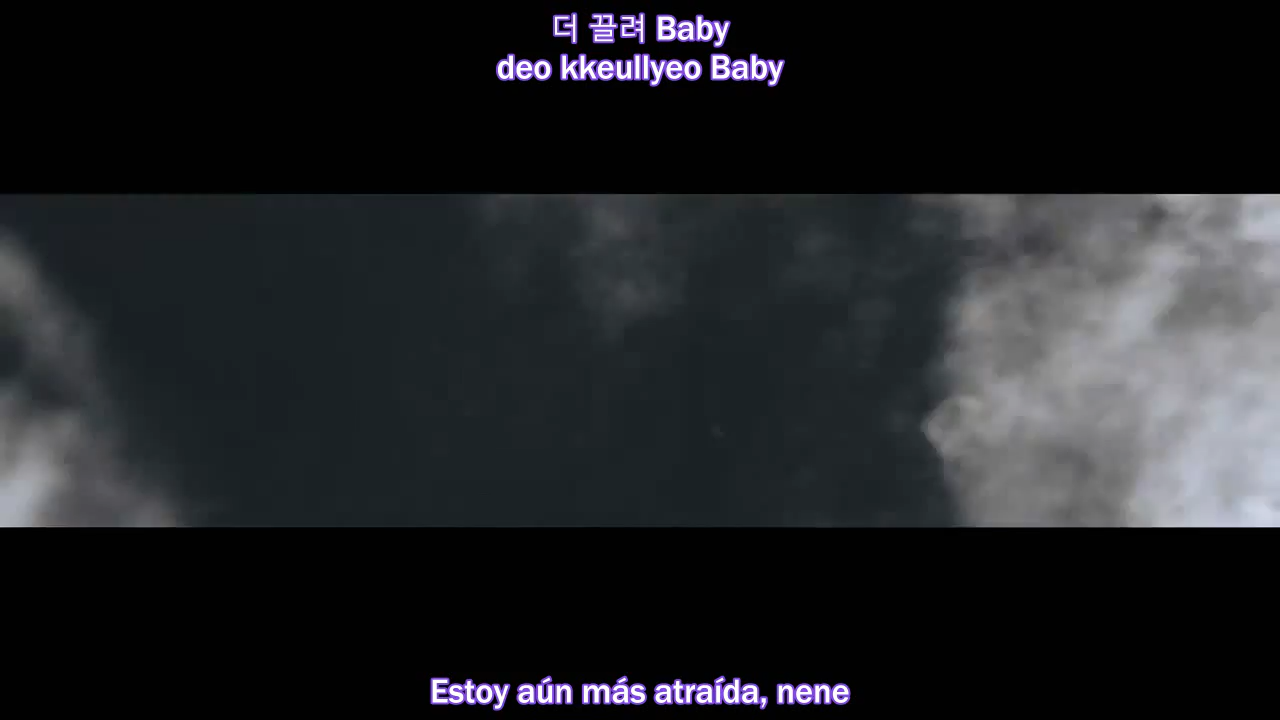 더 끌려 Baby
deo kkeullyeo Baby
Estoy aún más atraída, nene